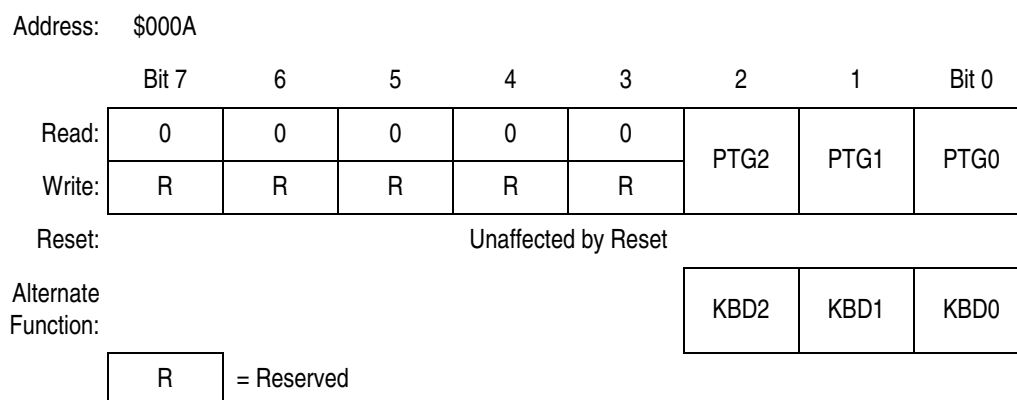 Address: $000A
Bit 7 6 5 4 3 2 1 Bit 0
Read: 0 0 0 0 0 PTG2 PTG1 PTG0
Write: R R R R R
Reset: Unaffected by Reset
Alternate
Function: KBD2 KBD1 KBD0
R = Reserved